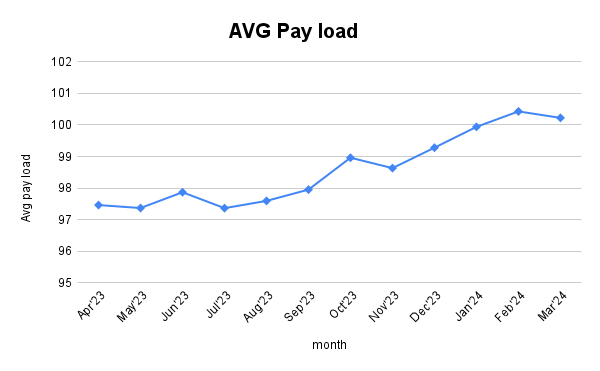 AVG Pay load
102
101
100
99
98
97
96
95
Avg pay load
Apr'23
May'23
Jun'23
Jul'23
Aug'23
Sep'23
Oct'23
Nov'23
Dec'23
Jan'24
Feb'24
Mar'24
month